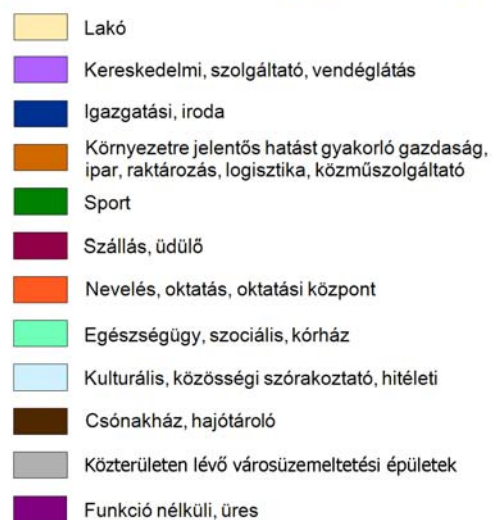 Lakó
Kereskedelmi, szolgáltató, vendéglátás
Igazgatási, iroda
Környezetre jelentős hatást gyakorló gazdaság,
ipar, raktározás, logisztika, közműszolgáltató
Sport
Szállás, üdülő
Nevelés, oktatás, oktatási központ
Egészségügy, szociális, kórház
Kulturális, közösségi szórakoztató, hitéleti
Csónakház, hajótároló
Közterületen lévő városüzemeltetési épületek
Funkció nélküli, üres